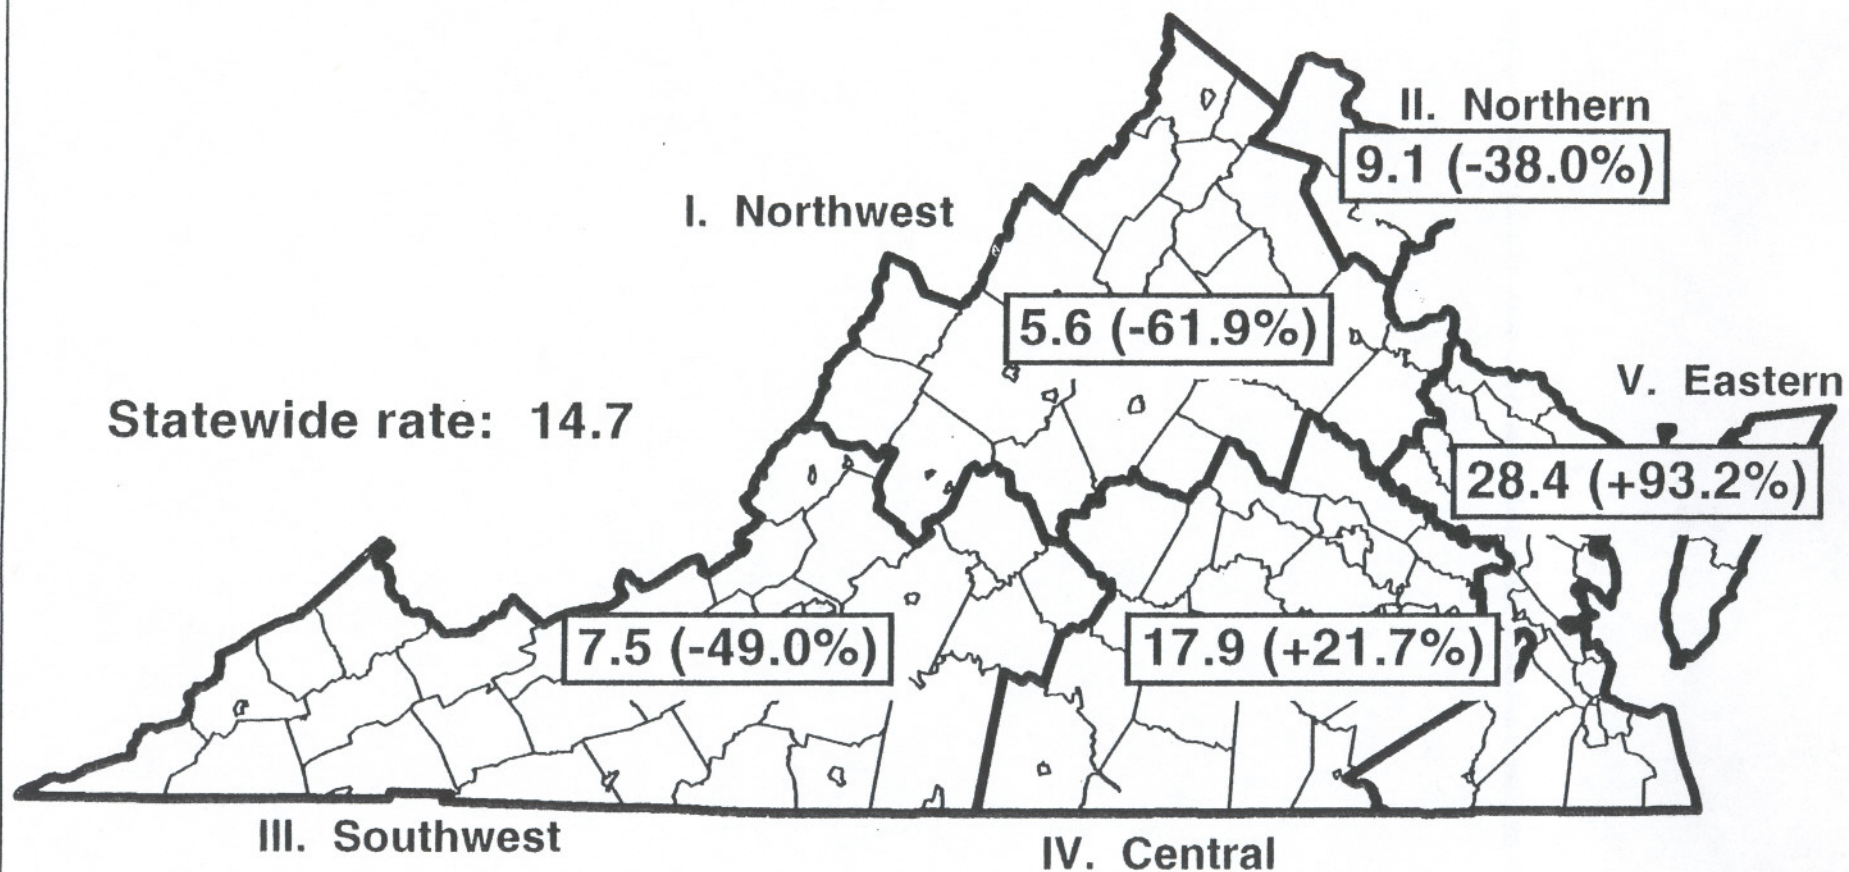 II. Northern
9.1 (-38.0%)
I. Northwest
5.6 (-61.9%)
V. Eastern
Statewide rate: 14.7
28.4 (+93.2%)
7.5 (-49.0%)
17.9 (+21.7%)
III. Southwest
IV. Central